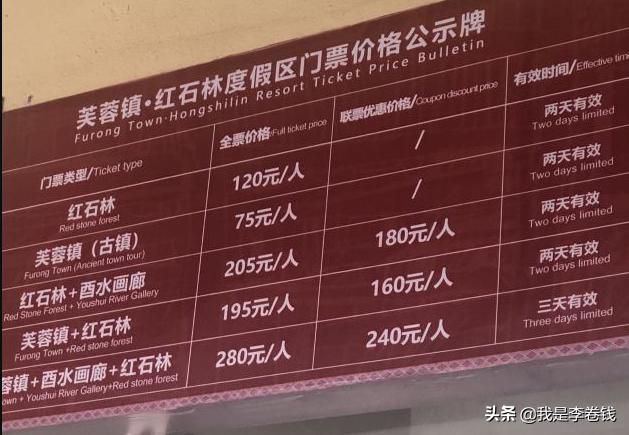 芙蓉镇·红石林度假区门票价格公示牌
Furong Town·Hongshilin Resort Ticket Price Bulletin
门票类型/Ticket type
全票价格/Full ticket price
联票优惠价格/Coupon discount price
有效时间/Effective time
红石林
Red stone forest
120元/人
/
两天有效
Two days limited
芙蓉镇（古镇）
Furong Town (Ancient town tour)
75元/人
/
两天有效
Two days limited
红石林+酉水画廊
Red Stone Forest + Youshui River Gallery
205元/人
180元/人
两天有效
Two days limited
芙蓉镇+红石林
Furong Town +Red stone forest
195元/人
160元/人
两天有效
Two days limited
蓉镇+酉水画廊+红石林
Town + Youshui River Gallery+Red stone forest
280元/人
240元/人
三天有效
Three days limited
头条 @我是李卷钱